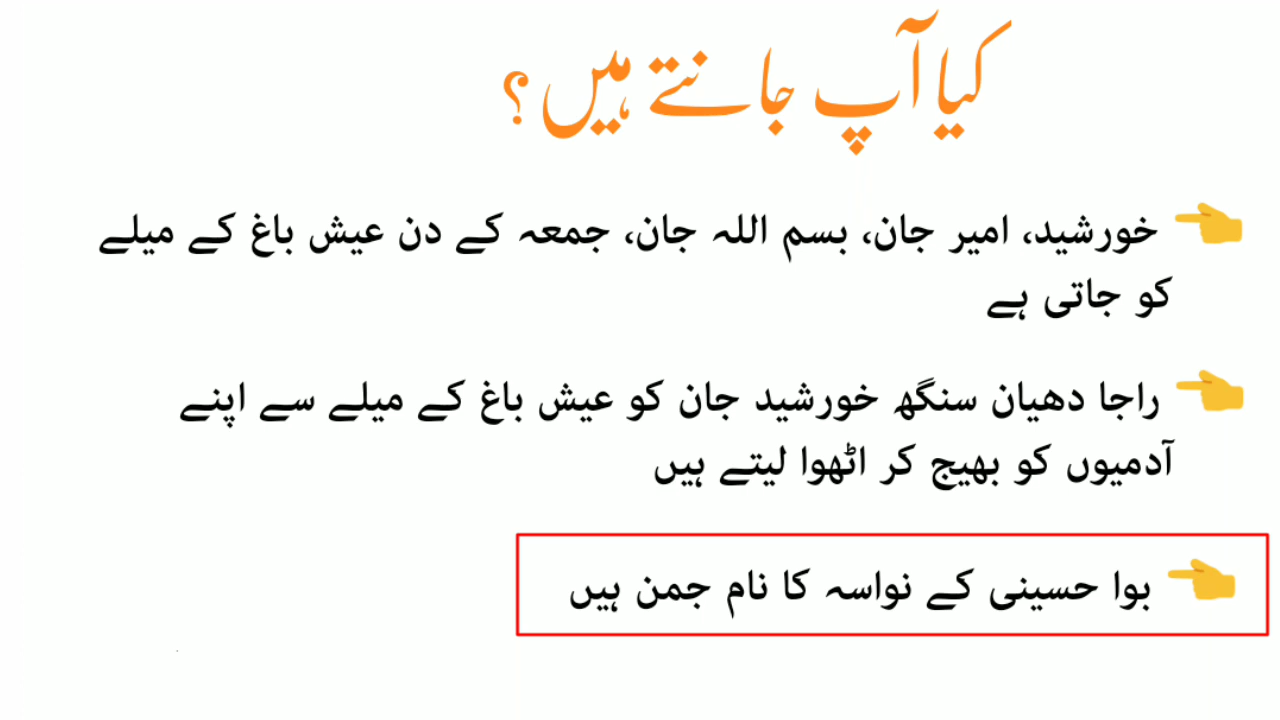 کیا آپ جانتے ہیں؟
خورشید، امیر جان، بسم اللہ جان، جمعہ کے دن عیش باغ کے میلے
کو جاتی ہے
راجا دھیان سنگھ خورشید جان کو عیش باغ کے میلے سے اپنے
آدمیوں کو بھیج کر اٹھوا لیتے ہیں
بوا حسینی کے نواسہ کا نام جمن ہیں